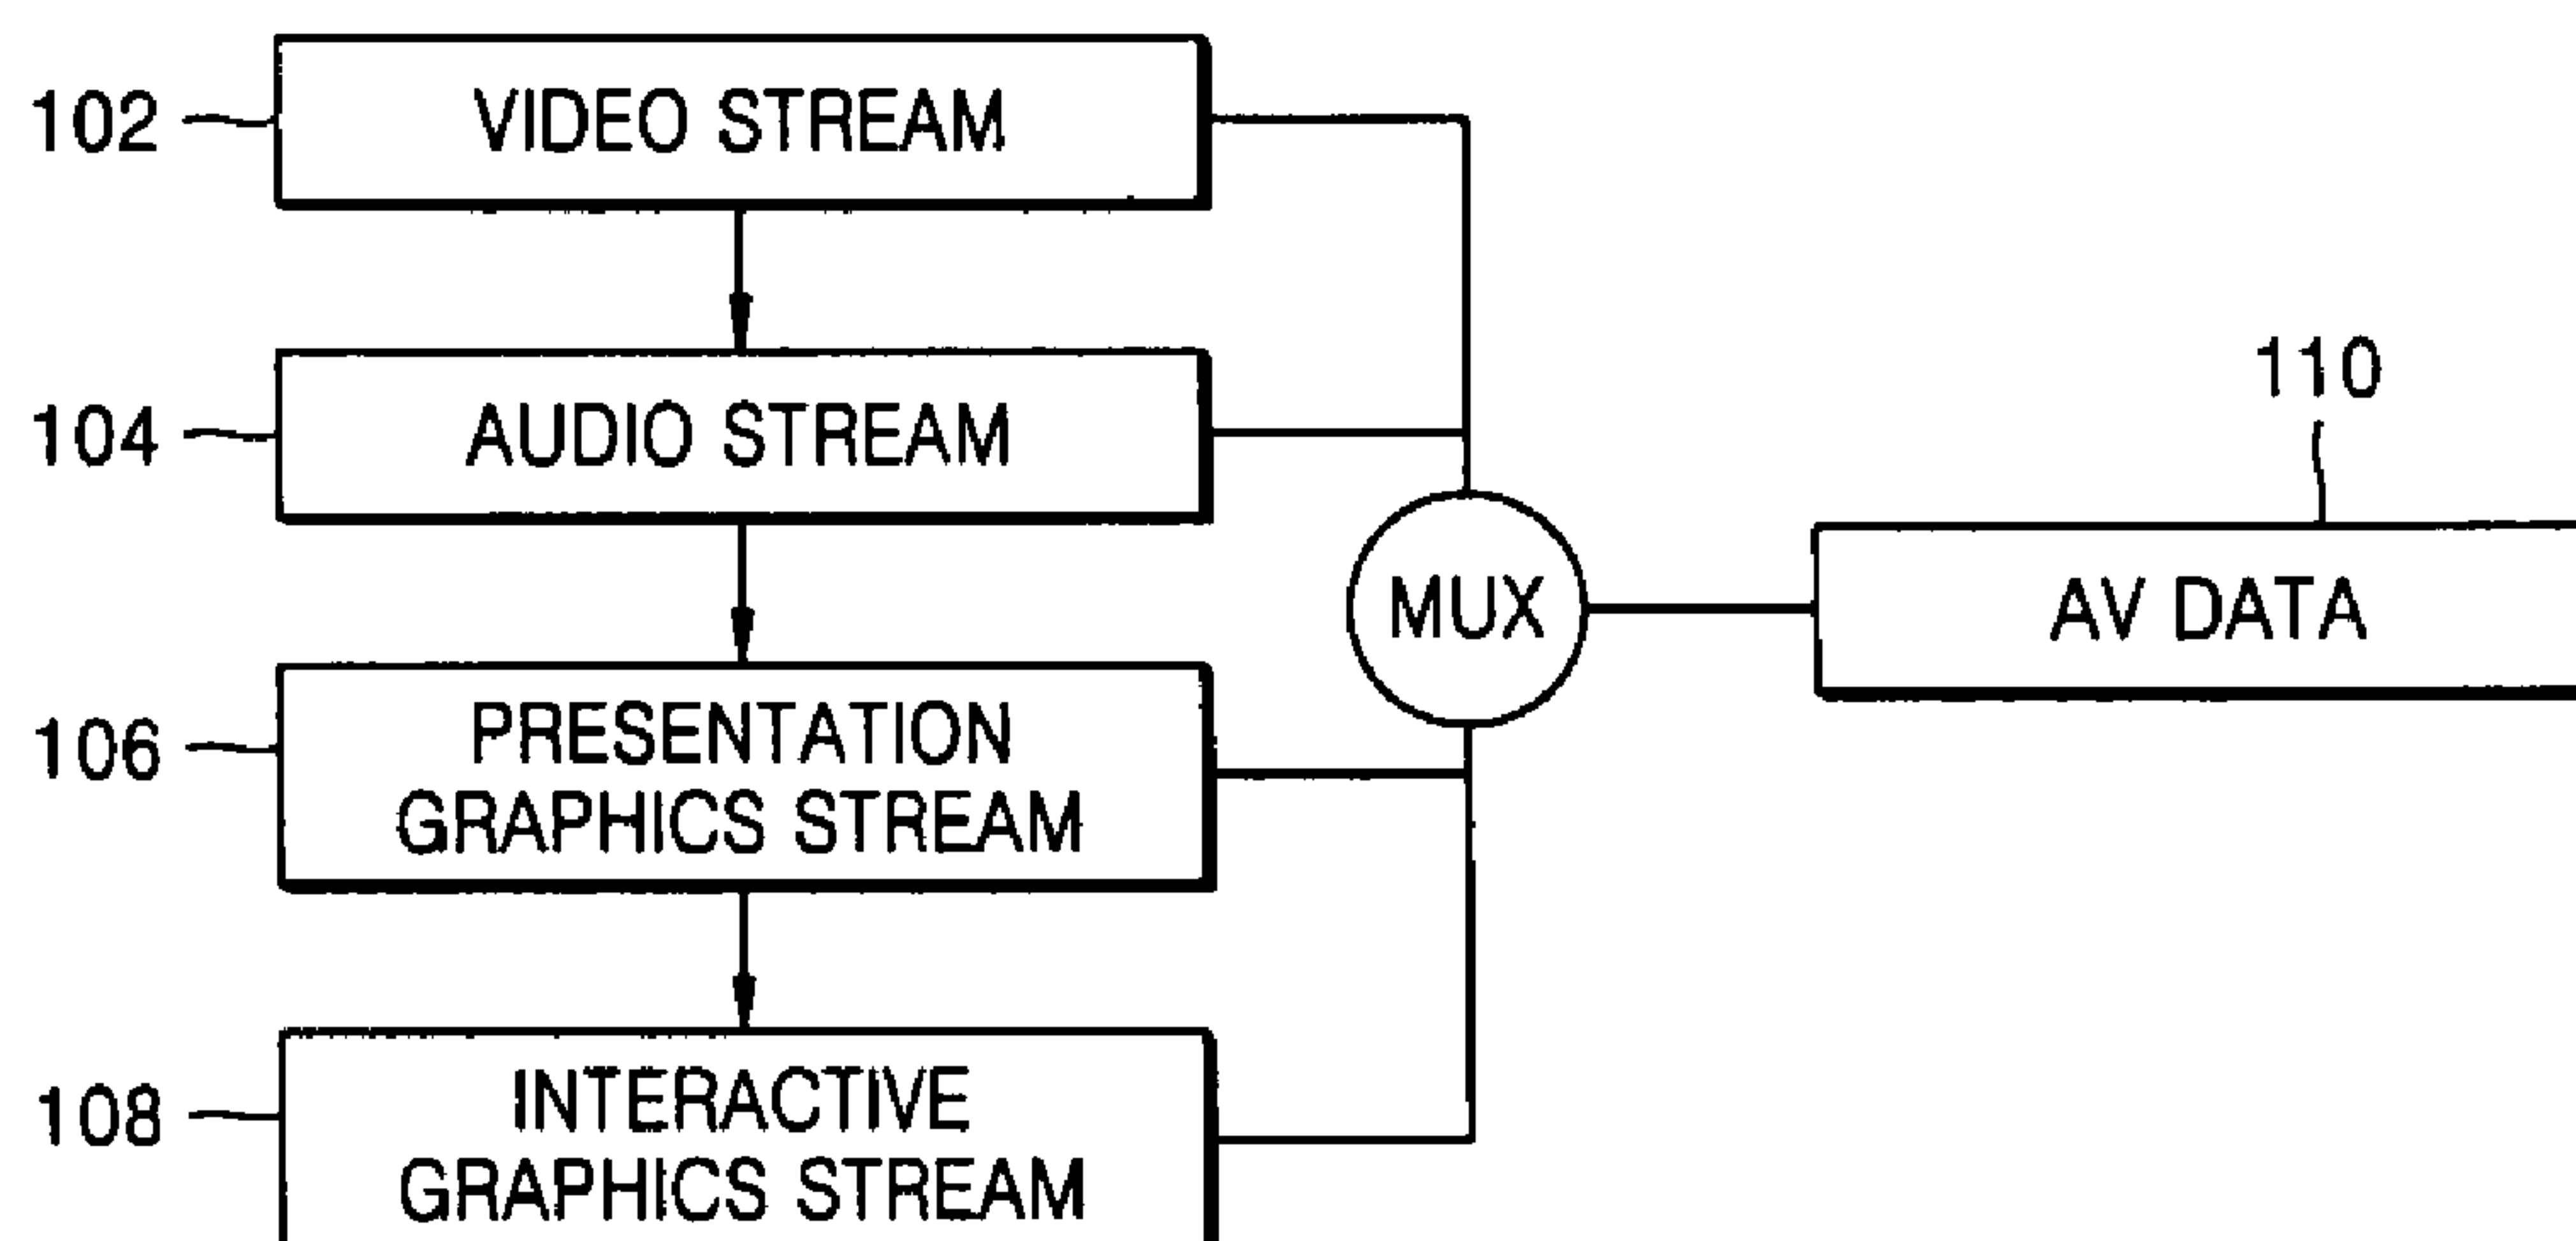 102
VIDEO STREAM
104
AUDIO STREAM
110
MUX
AV DATA
106
PRESENTATION
GRAPHICS STREAM
108
INTERACTIVE
GRAPHICS STREAM